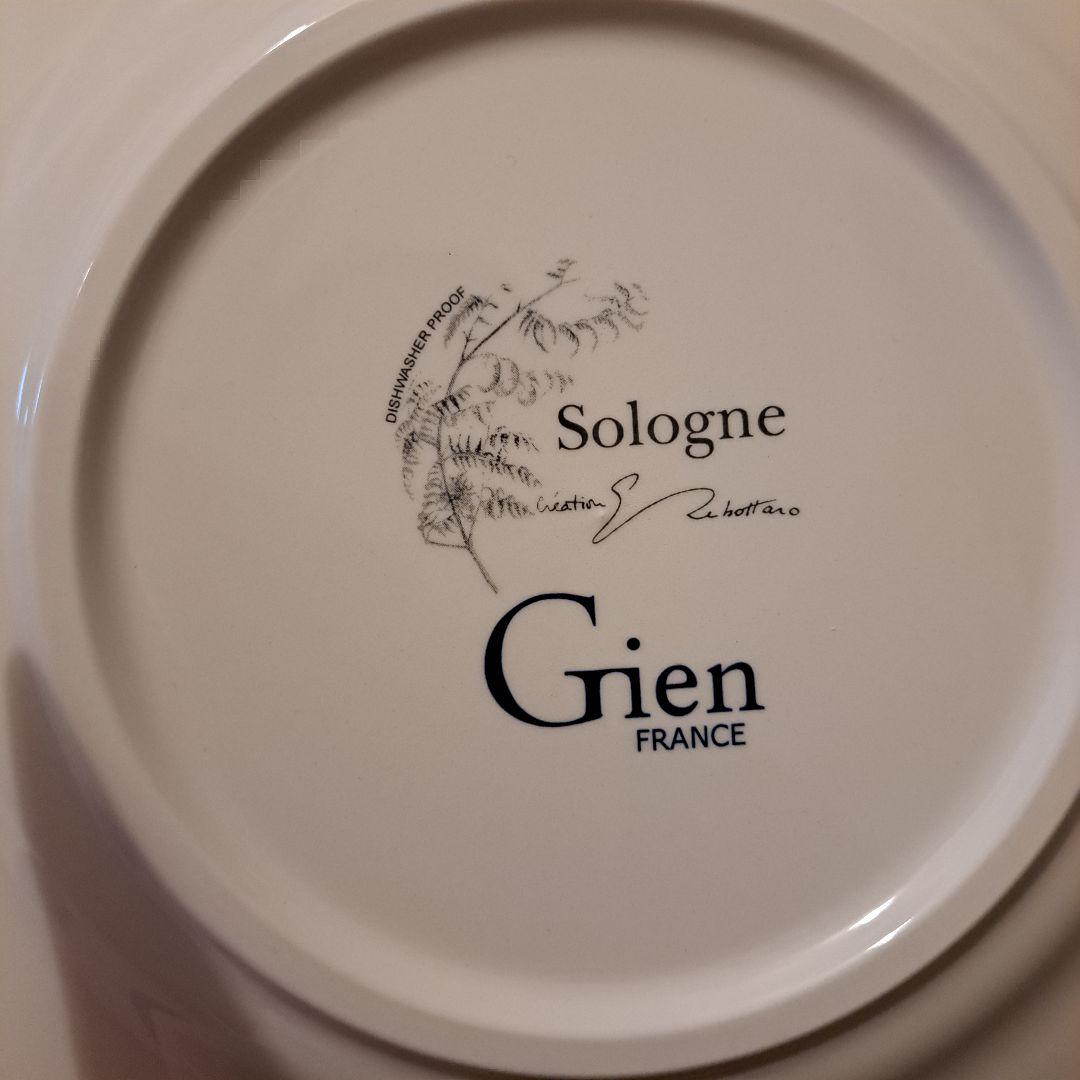 DISHWASHER PROOF
Sologne
Création E Rebottaro
Gien
FRANCE